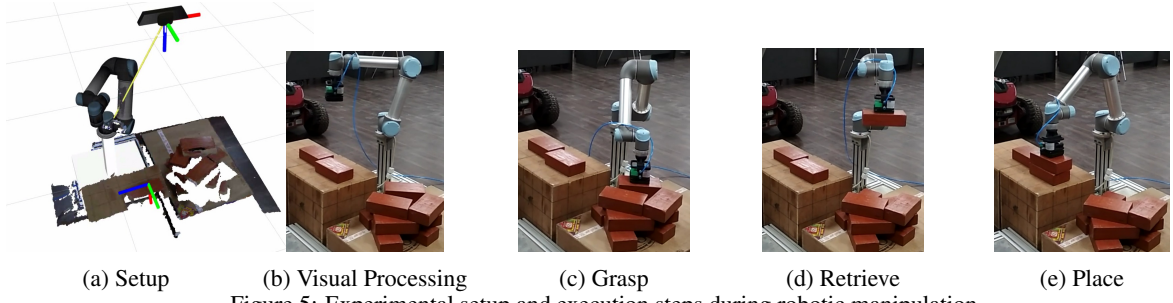 (a) Setup
(b) Visual Processing
(c) Grasp
(d) Retrieve
(e) Place
Figure 5: Experimental setup and execution steps during robotic manipulation